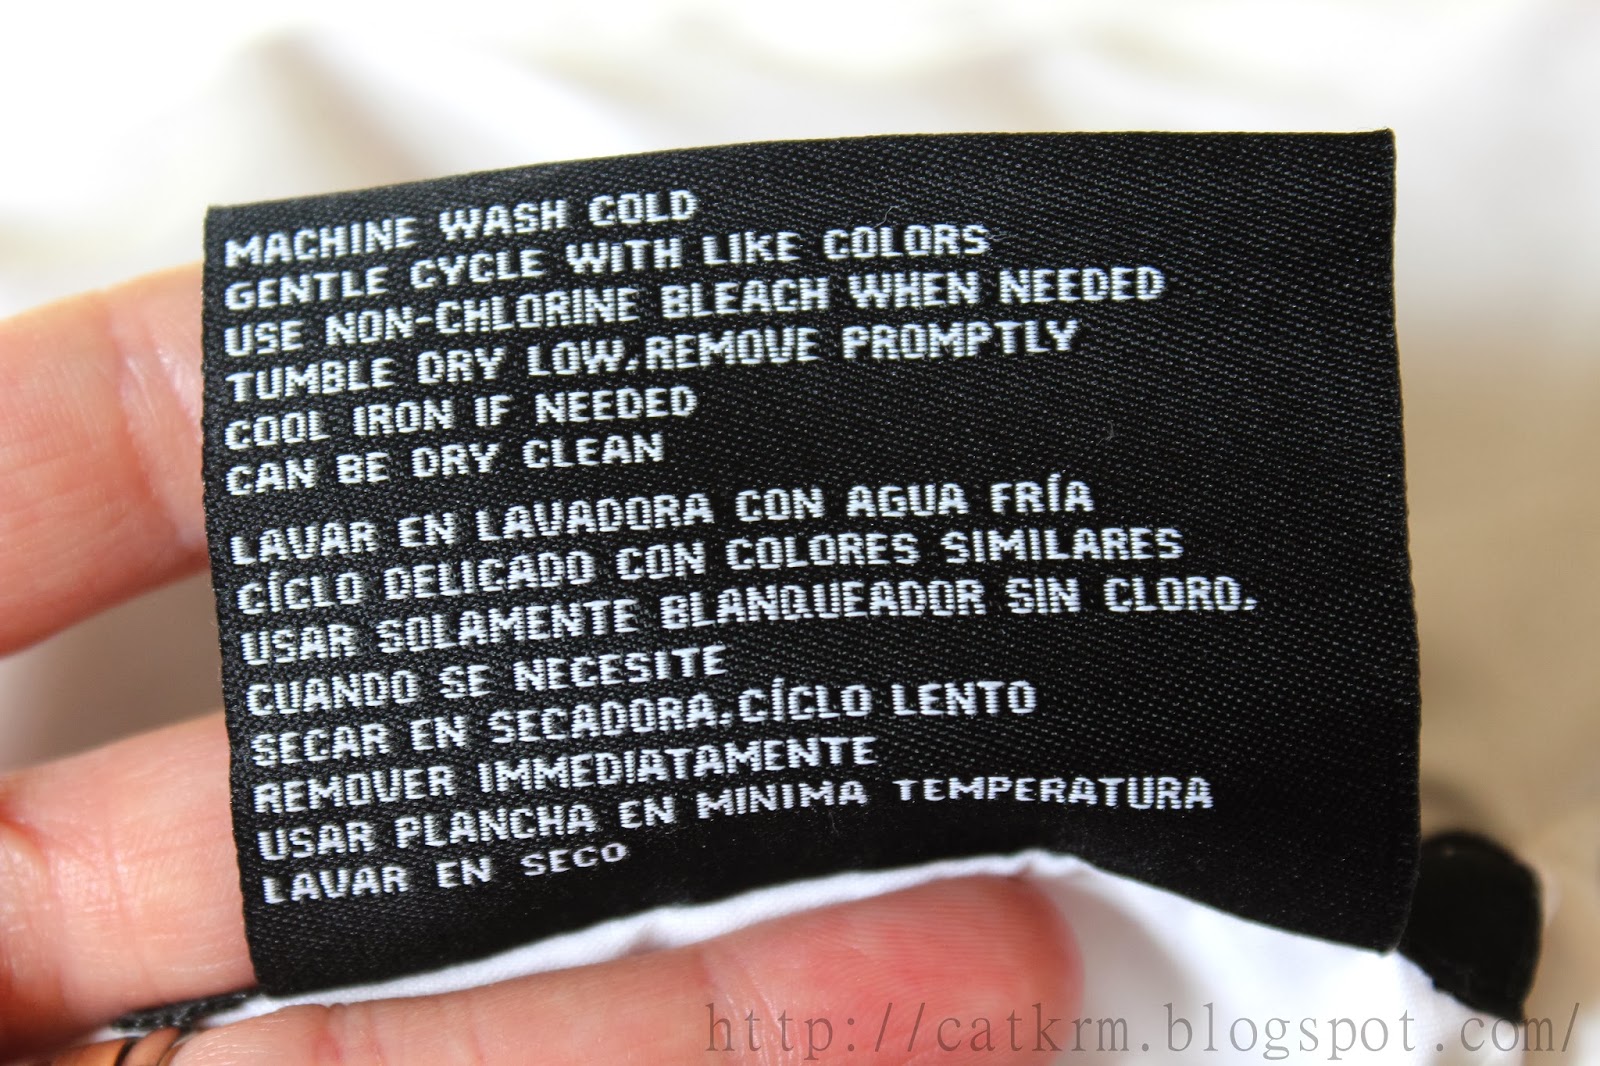 MACHINE WASH COLD
GENTLE CYCLE WITH LIKE COLORS
USE NON-CHLORINE BLEACH WHEN NEEDED
TUMBLE DRY LOW,REMOVE PROMPTLY
COOL IRON IF NEEDED
CAN BE DRY CLEAN
LAVAR EN LAVADORA CON AGUA FRÍA
CÍCLO DELICADO CON COLORES SIMILARES
USAR SOLAMENTE BLANQUEADOR SIN CLORO,
CUANDO SE NECESITE
SECAR EN SECADORA,CÍCLO LENTO
REMOVER IMMEDIATAMENTE
USAR PLANCHA EN MINIMA TEMPERATURA
LAVAR EN SECO
http://catkrm.blogspot.com/